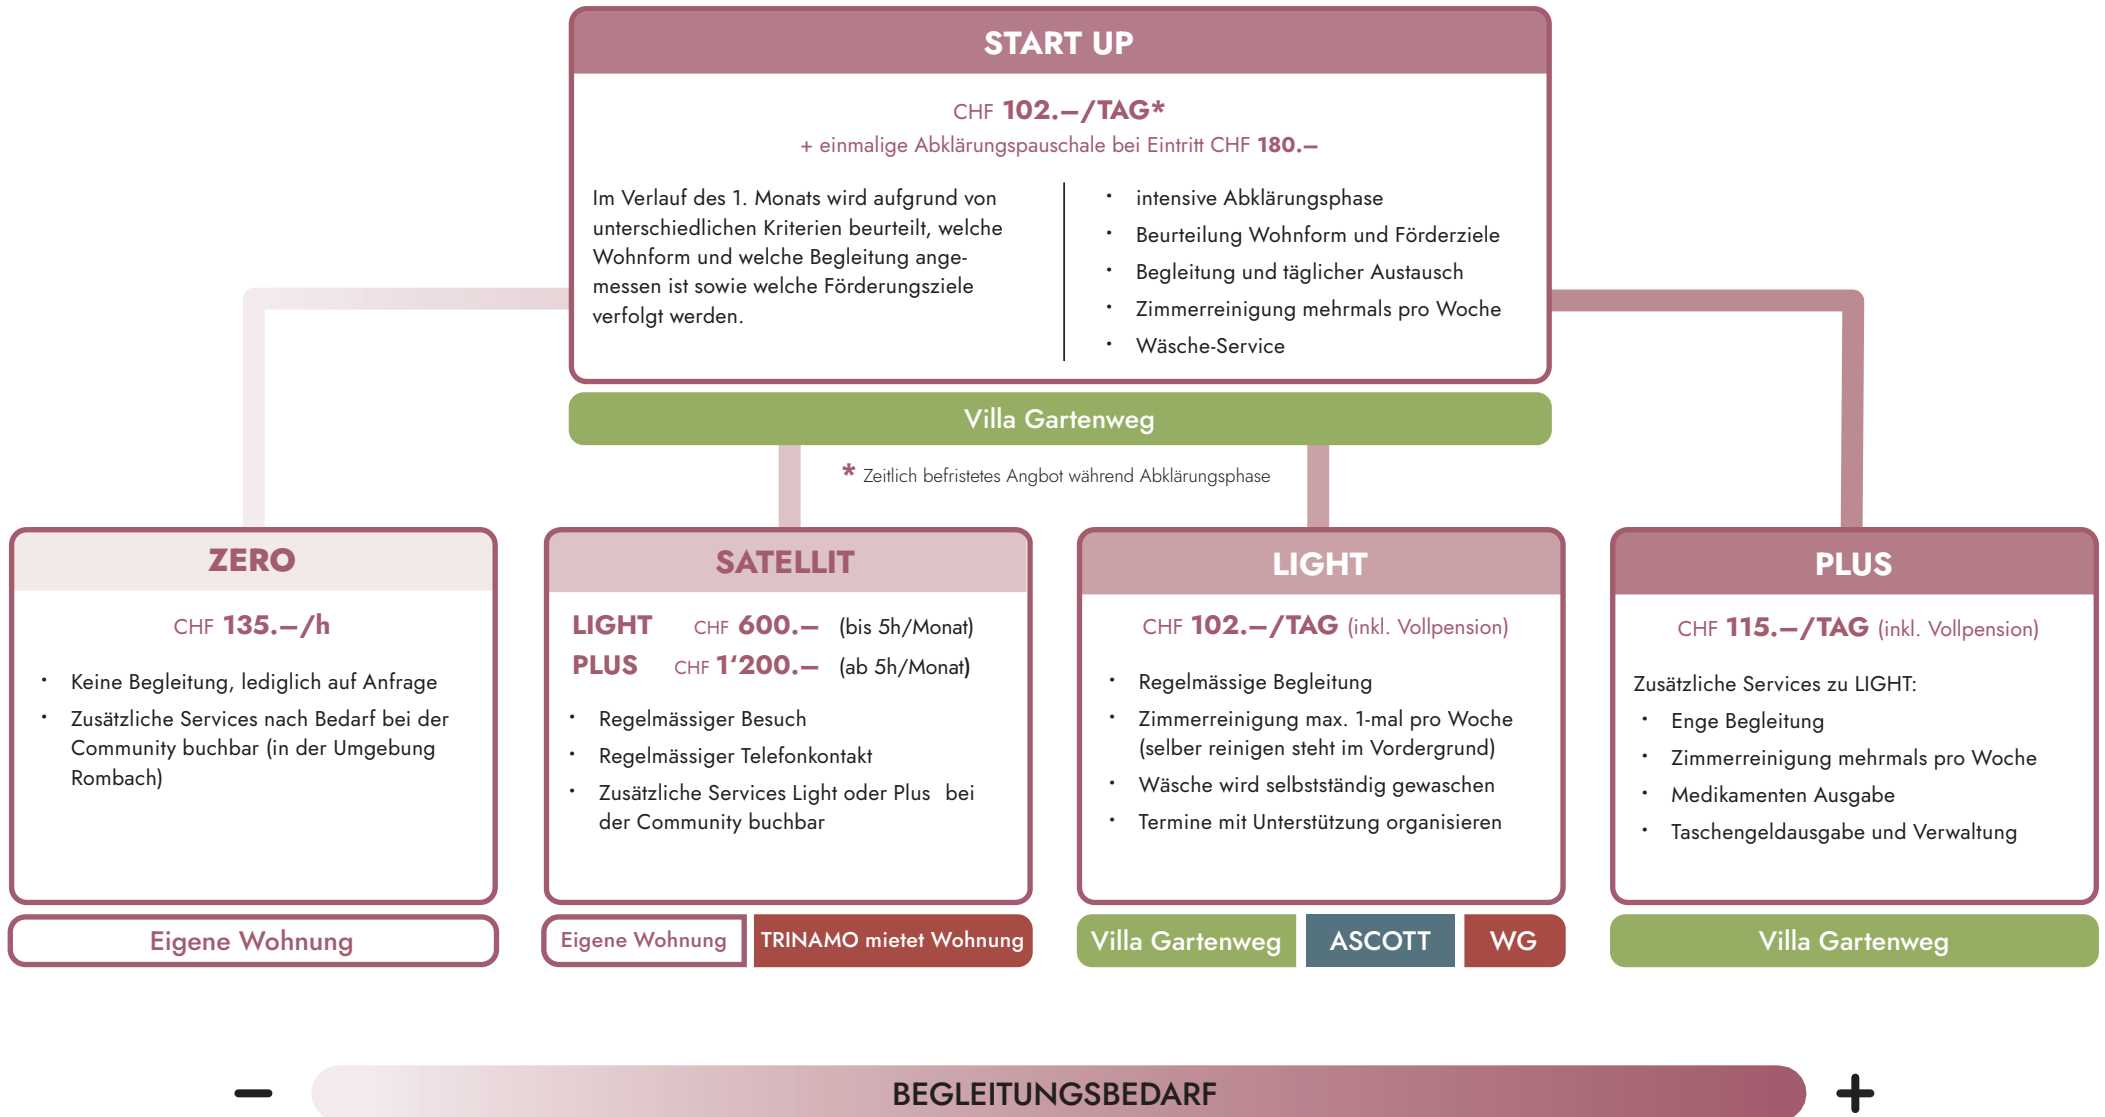 START UP
CHF 102.–/TAG*
+ einmalige Abklärungspauschale bei Eintritt CHF 180.–
Im Verlauf des 1. Monats wird aufgrund von
unterschiedlichen Kriterien beurteilt, welche
Wohnform und welche Begleitung ange-
messen ist sowie welche Förderungsziele
verfolgt werden.
• intensive Abklärungsphase
• Beurteilung Wohnform und Förderziele
• Begleitung und täglicher Austausch
• Zimmerreinigung mehrmals pro Woche
• Wäsche-Service
Villa Gartenweg
* Zeitlich befristetes Angbot während Abklärungsphase
ZERO
CHF 135.–/h
• Keine Begleitung, lediglich auf Anfrage
• Zusätzliche Services nach Bedarf bei der
Community buchbar (in der Umgebung
Rombach)
Eigene Wohnung
SATELLIT
LIGHT CHF 600.– (bis 5h/Monat)
PLUS CHF 1‘200.– (ab 5h/Monat)
• Regelmässiger Besuch
• Regelmässiger Telefonkontakt
• Zusätzliche Services Light oder Plus bei
der Community buchbar
Eigene Wohnung
TRINAMO mietet Wohnung
LIGHT
CHF 102.–/TAG (inkl. Vollpension)
• Regelmässige Begleitung
• Zimmerreinigung max. 1-mal pro Woche
(selber reinigen steht im Vordergrund)
• Wäsche wird selbstständig gewaschen
• Termine mit Unterstützung organisieren
Villa Gartenweg
ASCOTT
WG
PLUS
CHF 115.–/TAG (inkl. Vollpension)
Zusätzliche Services zu LIGHT:
• Enge Begleitung
• Zimmerreinigung mehrmals pro Woche
• Medikamenten Ausgabe
• Taschengeldausgabe und Verwaltung
Villa Gartenweg
– BEGLEITUNGSBEDARF +